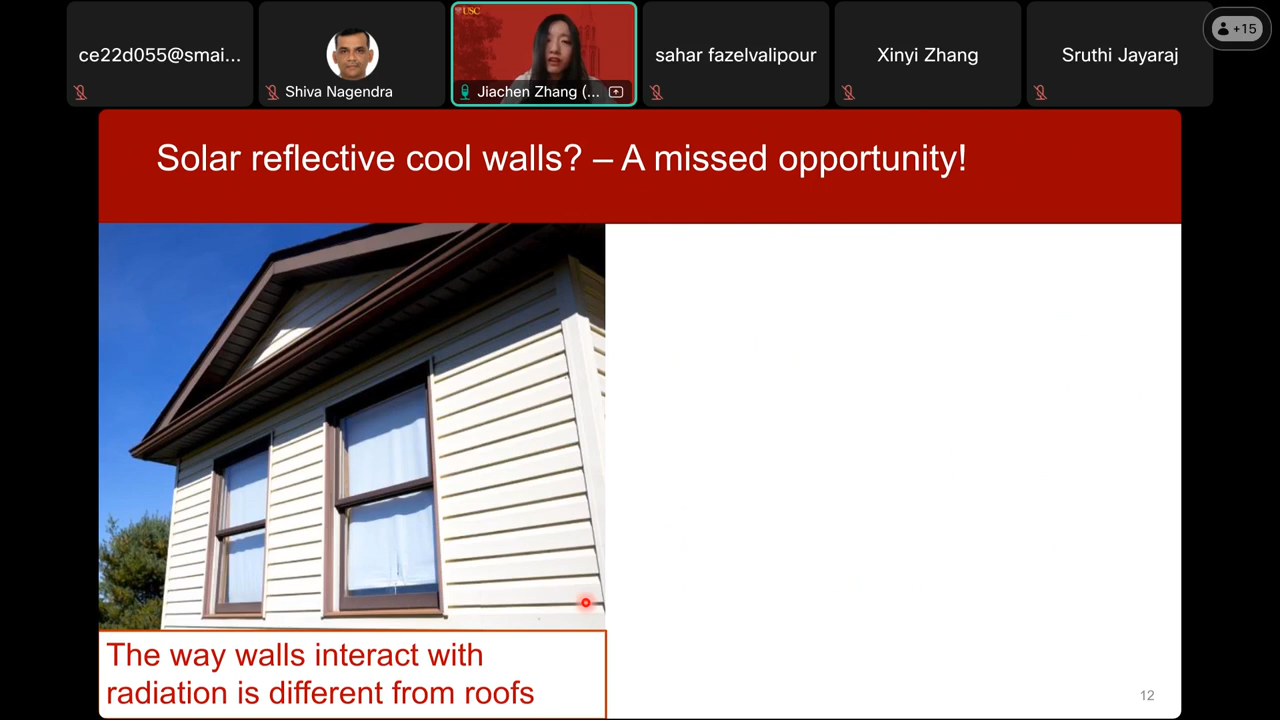 ce22d055@smai...
Shiva Nagendra
USC
Jiachen Zhang (...
sahar fazelvalipour
Xinyi Zhang
Sruthi Jayaraj
+15
Solar reflective cool walls? – A missed opportunity!
The way walls interact with
radiation is different from roofs
12